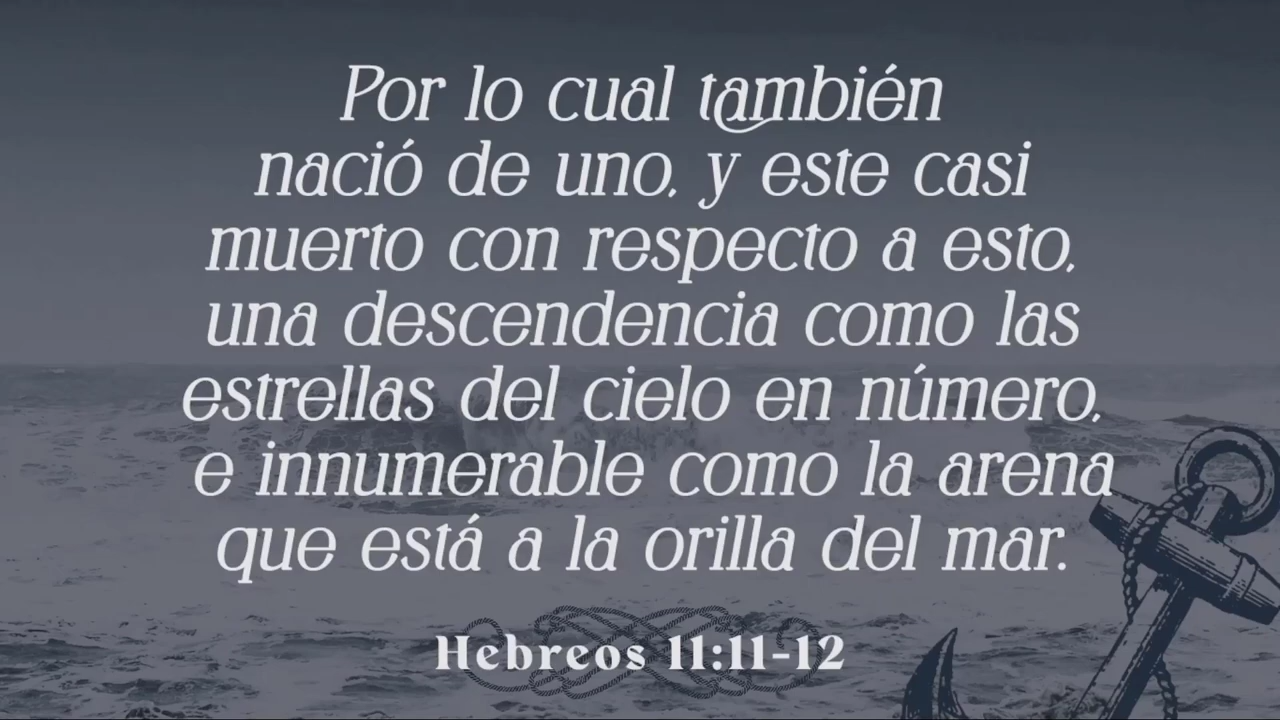 Por lo cual también
nació de uno, y este casi
muerto con respecto a esto,
una descendencia como las
estrellas del cielo en número,
e innumerable como la arena
que está a la orilla del mar.
Hebreos 11:11-12